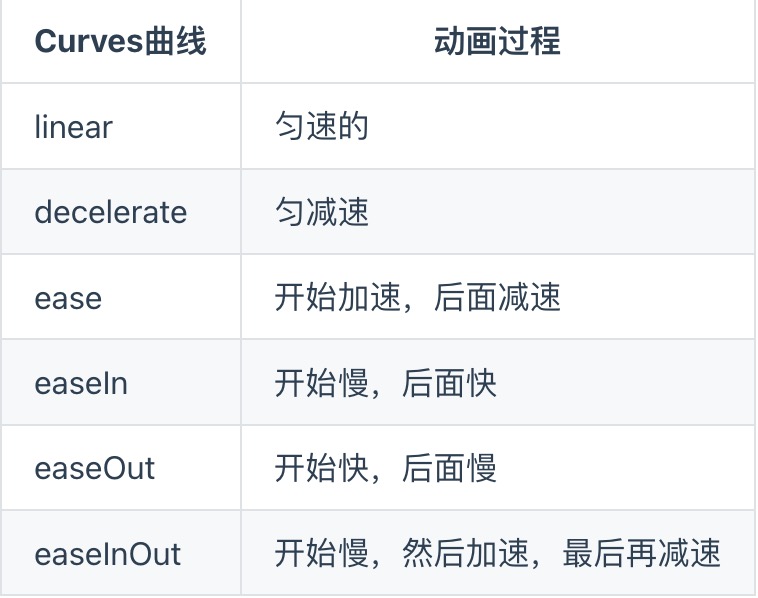 Curves曲线 动画过程
linear 匀速的
decelerate 匀减速
ease 开始加速，后面减速
easeIn 开始慢，后面快
easeOut 开始快，后面慢
easeInOut 开始慢，然后加速，最后再减速